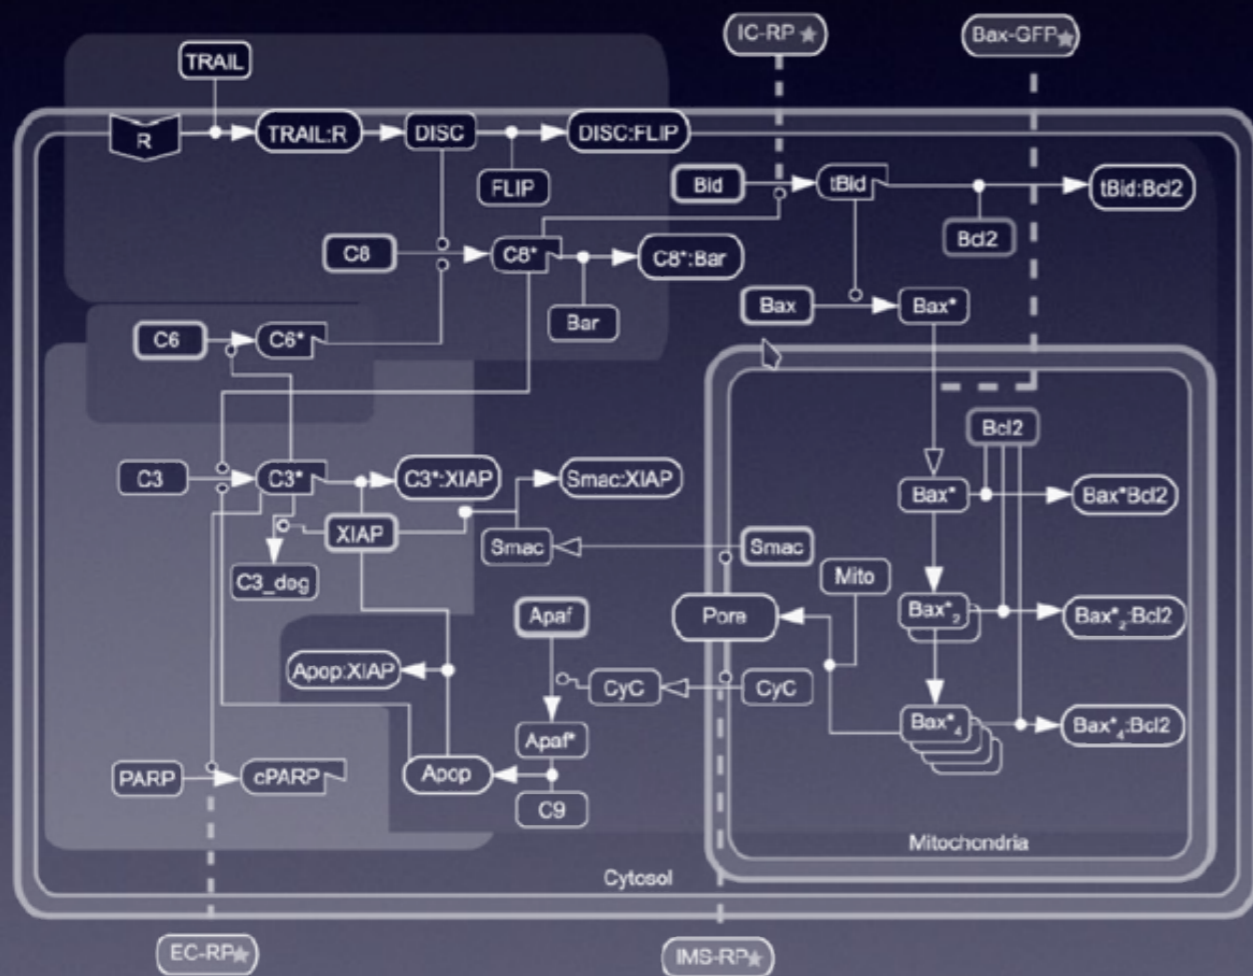 IC-RP
Bax-GFP
TRAIL
R
TRAIL:R
DISC
DISC:FLIP
FLIP
Bid
tBid
tBid:Bcl2
Bcl2
C8
C8*
C8*:Bar
Bar
Bax
Bax*
C6
C6*
Bcl2
C3
C3*
C3*:XIAP
Smac:XIAP
Bax*
Bax*Bcl2
XIAP
Smac
Smac
C3_deg
Mito
Apaf
Pore
Bax*2
Bax*2:Bcl2
Apop:XIAP
CyC
CyC
Bax*4
Bax*4:Bcl2
Apaf*
PARP
cPARP
Apop
C9
Mitochondria
Cytosol
EC-RP
IMS-RP